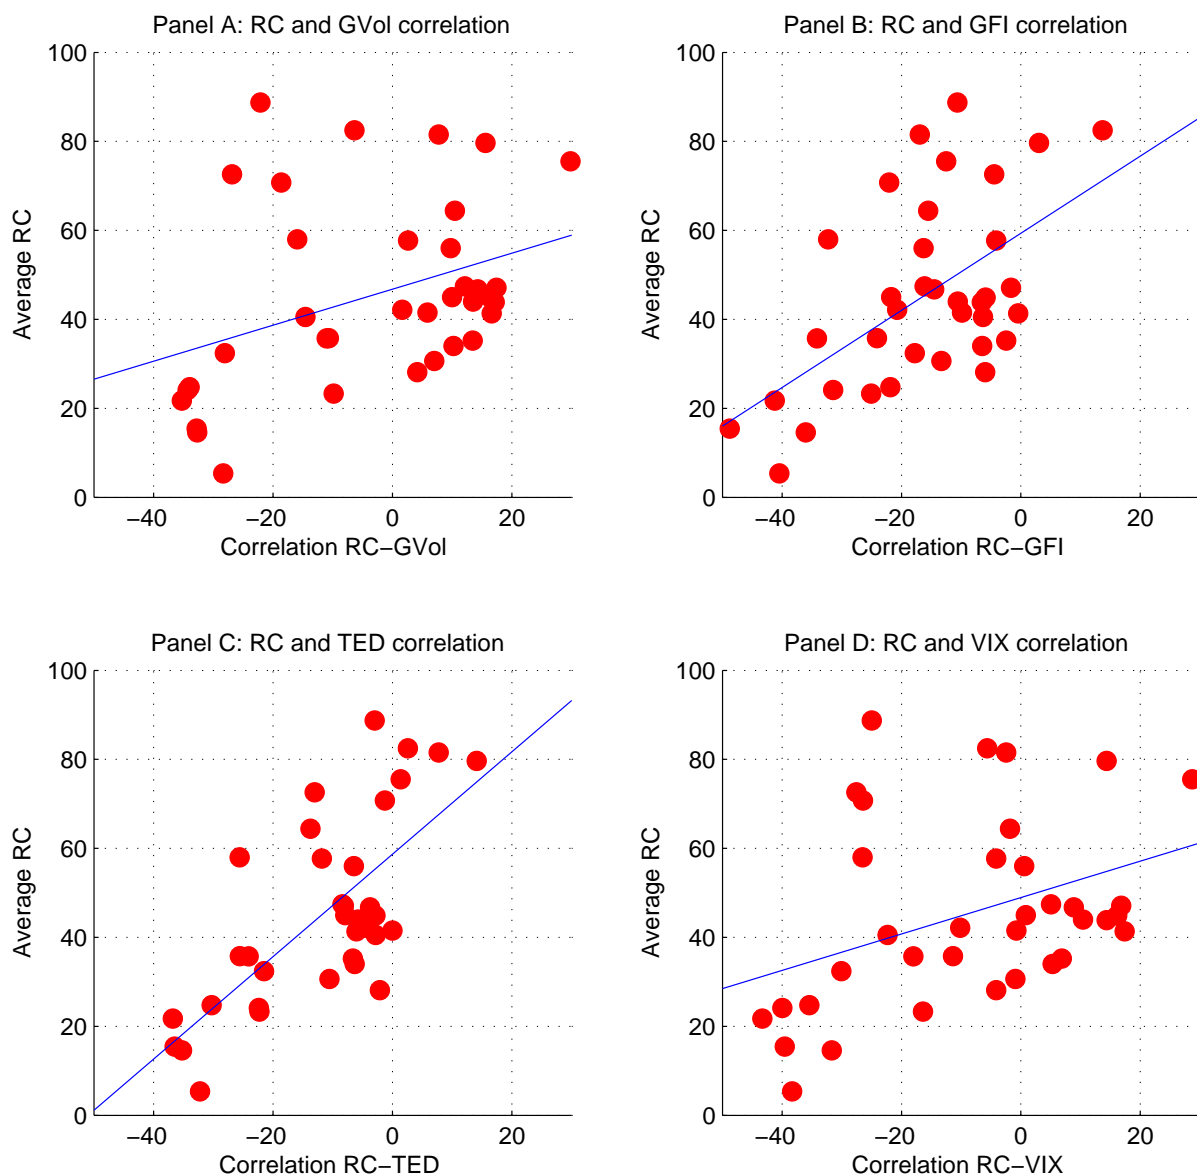 Panel A: RC and GVol correlation
100
80
60
40
20
0
Average RC
−40 −20 0 20
Correlation RC−GVol
Panel B: RC and GFI correlation
100
80
60
40
20
0
Average RC
−40 −20 0 20
Correlation RC−GFI
Panel C: RC and TED correlation
100
80
60
40
20
0
Average RC
−40 −20 0 20
Correlation RC−TED
Panel D: RC and VIX correlation
100
80
60
40
20
0
Average RC
−40 −20 0 20
Correlation RC−VIX